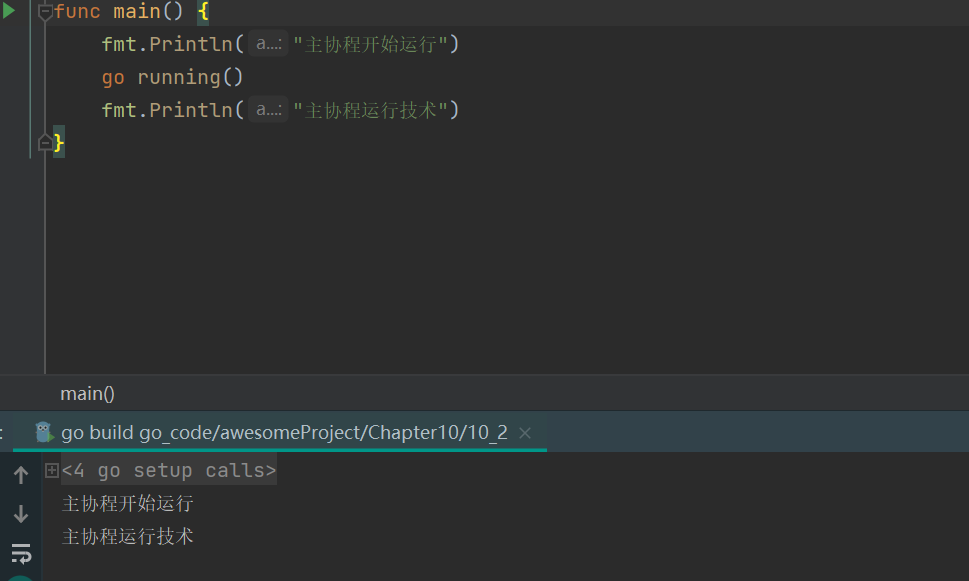 func main() {
fmt.Println( a...: "主协程开始运行")
go running()
fmt.Println( a...: "主协程运行技术")
}
main()
: go build go_code/awesomeProject/Chapter10/10_2 ×
<4 go setup calls>
主协程开始运行
主协程运行技术